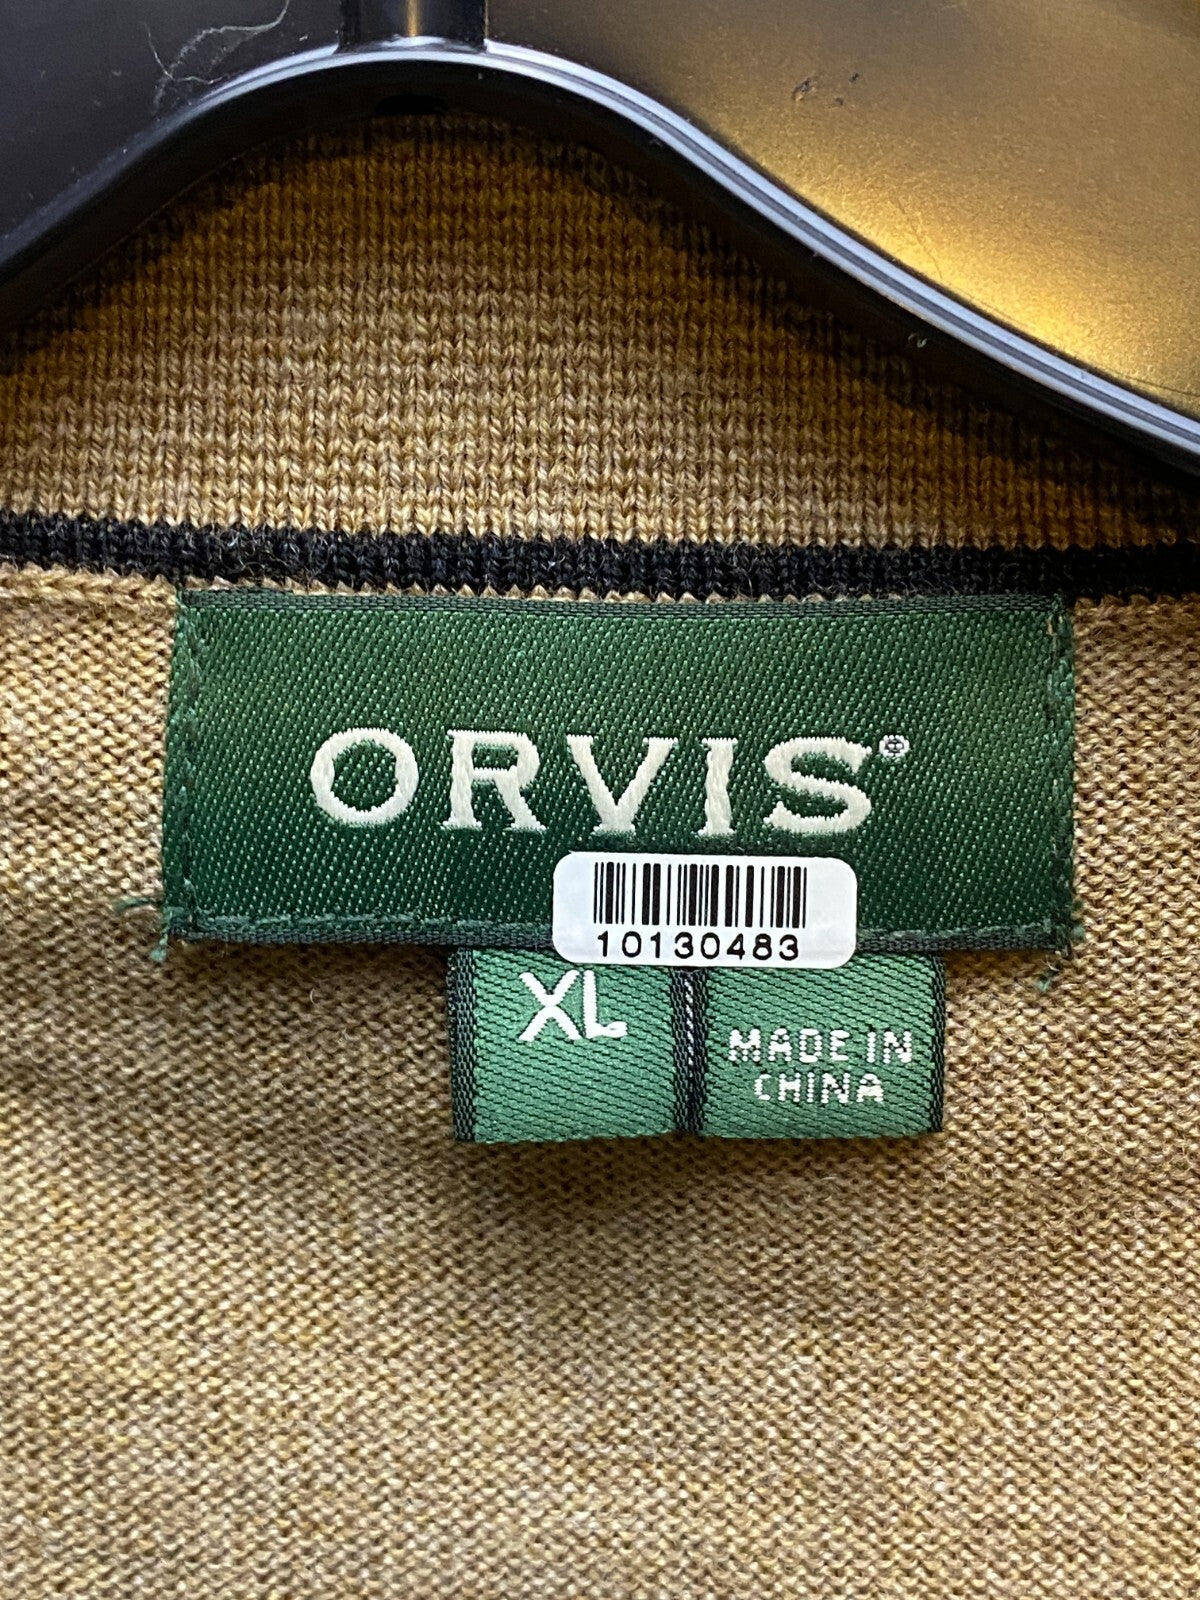 ORVIS®
10130483
XL
MADE IN
CHINA